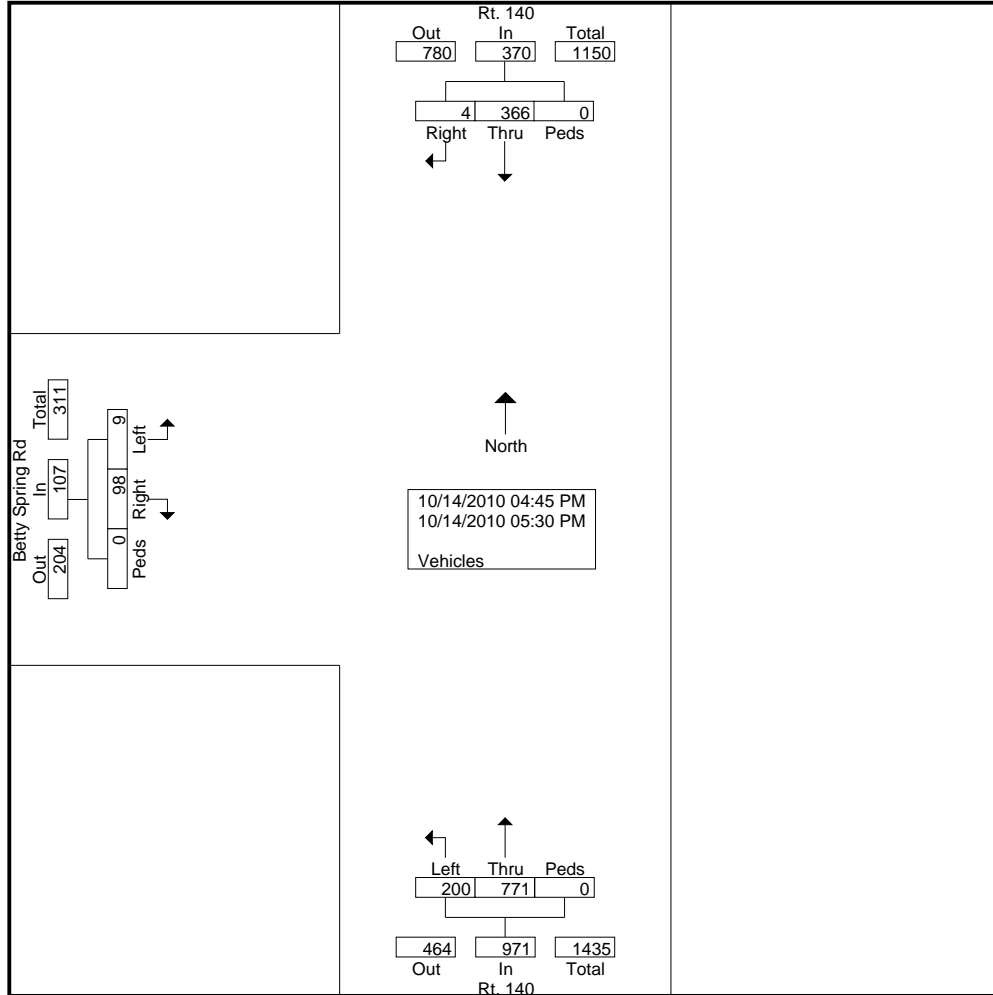 Rt. 140
Out In Total
780 370 1150
4 366 0
Right Thru Peds
Betty Spring Rd
Out In Total
204 107 311
0 98 9
Peds Right Left
North
10/14/2010 04:45 PM
10/14/2010 05:30 PM
Vehicles
Left Thru Peds
200 771 0
464 971 1435
Out In Total
Rt. 140